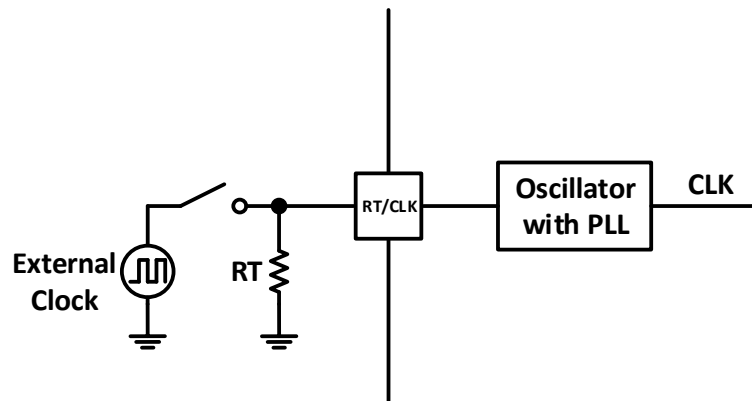 External
Clock
RT
RT/CLK
Oscillator
with PLL
CLK